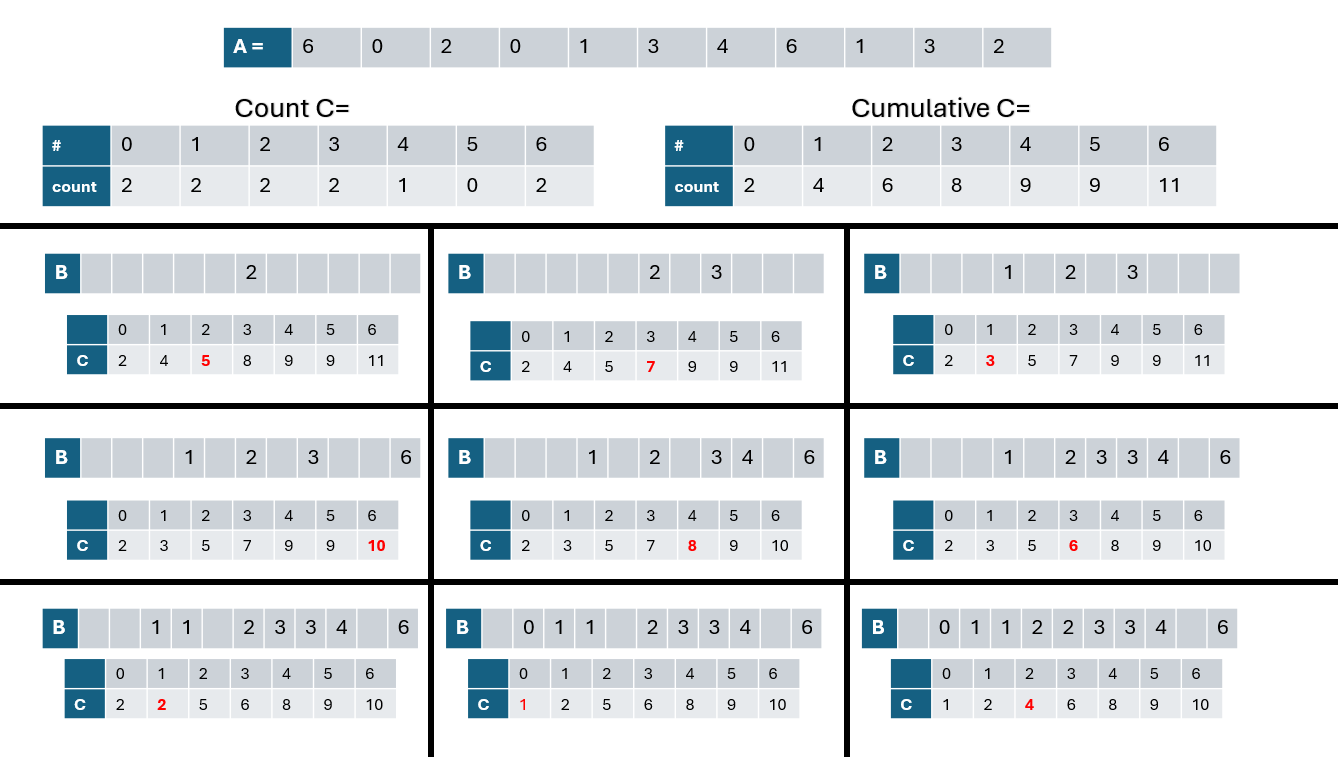 A = 6 0 2 0 1 3 4 6 1 3 2
Count C=
# 0 1 2 3 4 5 6
count 2 2 2 2 1 0 2
Cumulative C=
# 0 1 2 3 4 5 6
count 2 4 6 8 9 9 11
B 2
0 1 2 3 4 5 6
C 2 4 5 8 9 9 11
B 2 3
0 1 2 3 4 5 6
C 2 4 5 7 9 9 11
B 1 2 3
0 1 2 3 4 5 6
C 2 3 5 7 9 9 11
B 1 2 3 6
0 1 2 3 4 5 6
C 2 3 5 7 9 9 10
B 1 2 3 4 6
0 1 2 3 4 5 6
C 2 3 5 7 8 9 10
B 1 2 3 3 4 6
0 1 2 3 4 5 6
C 2 3 5 6 8 9 10
B 1 1 2 3 3 4 6
0 1 2 3 4 5 6
C 2 2 5 6 8 9 10
B 0 1 1 2 3 3 4 6
0 1 2 3 4 5 6
C 1 2 5 6 8 9 10
B 0 1 1 2 2 3 3 4 6
0 1 2 3 4 5 6
C 1 2 4 6 8 9 10